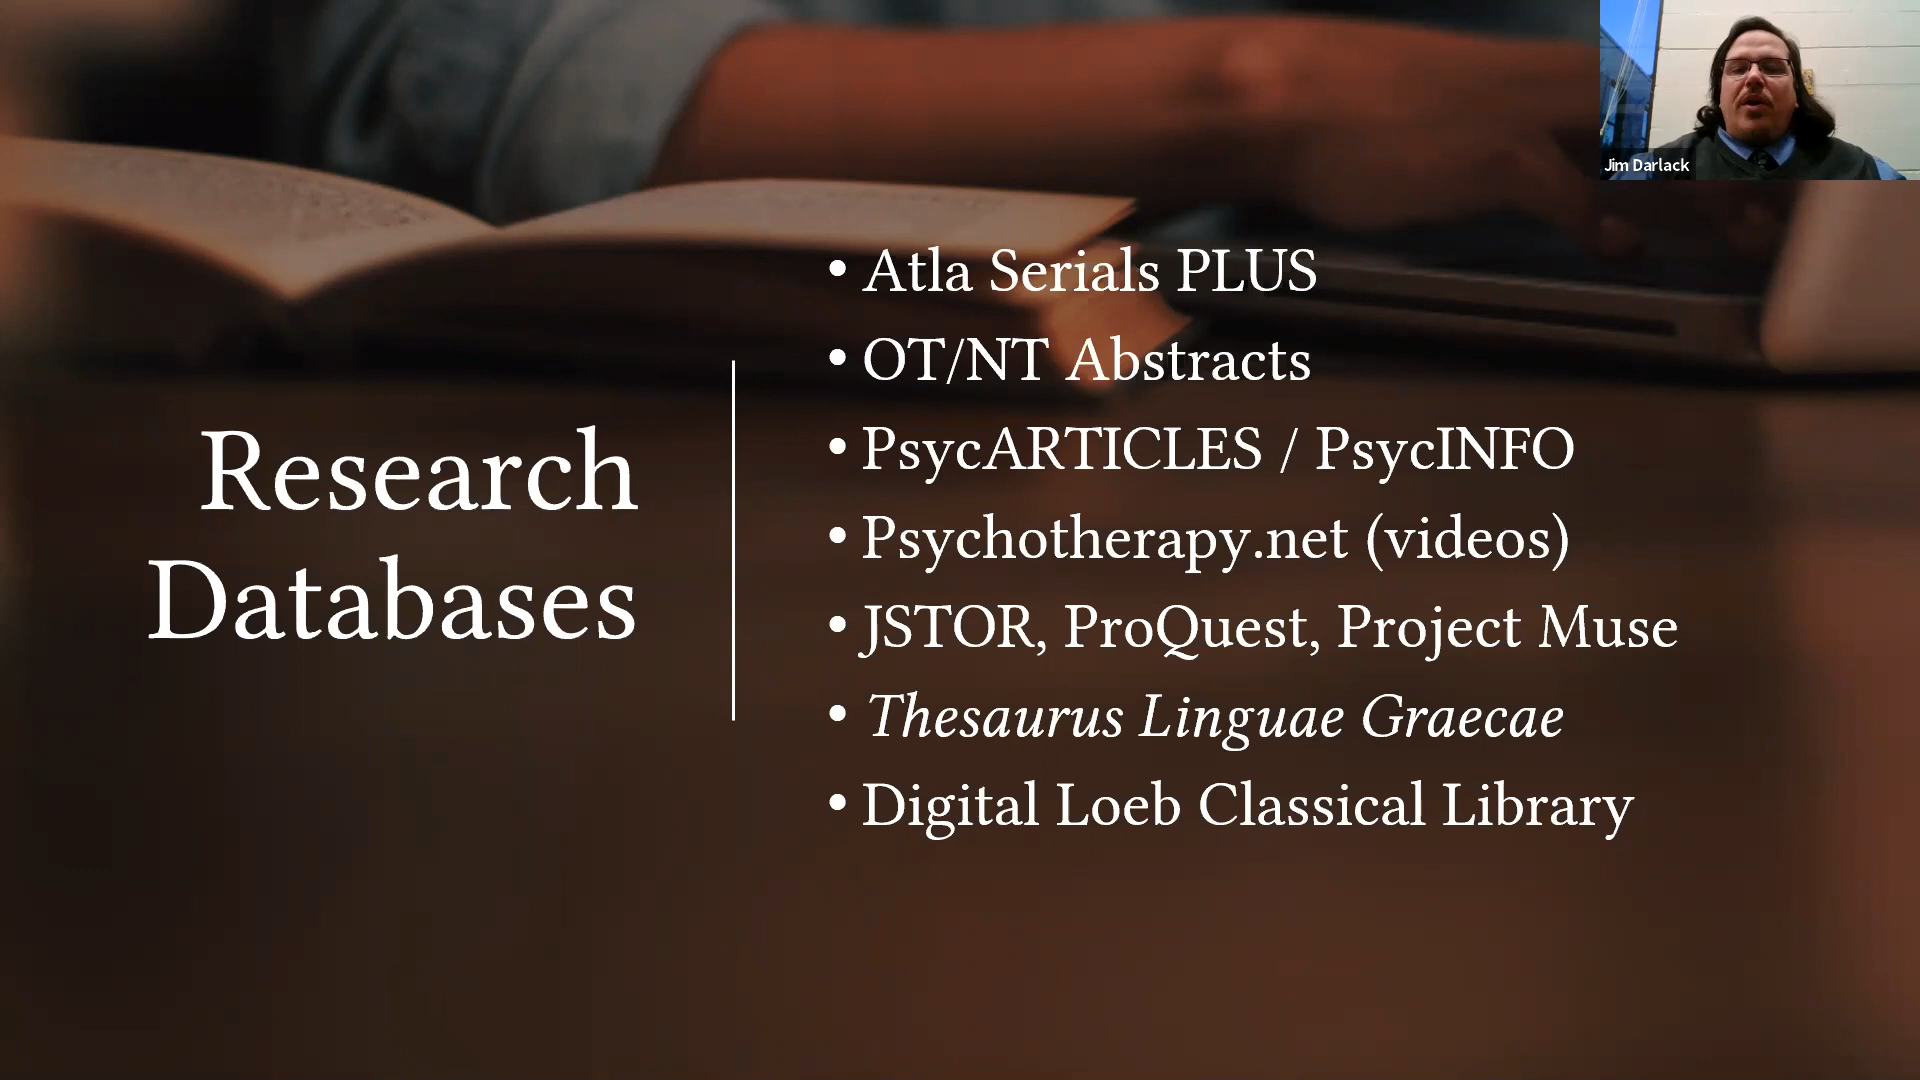 Jim Darlack
Research
Databases
• Atla Serials PLUS
• OT/NT Abstracts
• PsycARTICLES / PsycINFO
• Psychotherapy.net (videos)
• JSTOR, ProQuest, Project Muse
• Thesaurus Linguae Graecae
• Digital Loeb Classical Library